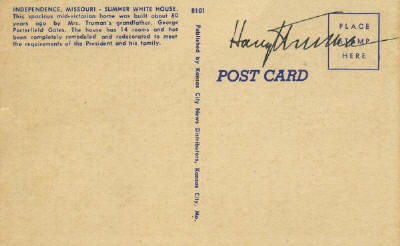 INDEPENDENCE, MISSOURI - SUMMER WHITE HOUSE.
This spacious mid-victorian home was built about 80
years ago by Mrs. Truman's grandfather, George
Porterfield Gates. The house has 14 rooms and has
been completely remodeled and redecorated to meet
the requirements of the President and his family.
8101
Published by Kansas City News Distributors, Kansas City, Mo.
Harry Truman
POST CARD
PLACE
STAMP
HERE